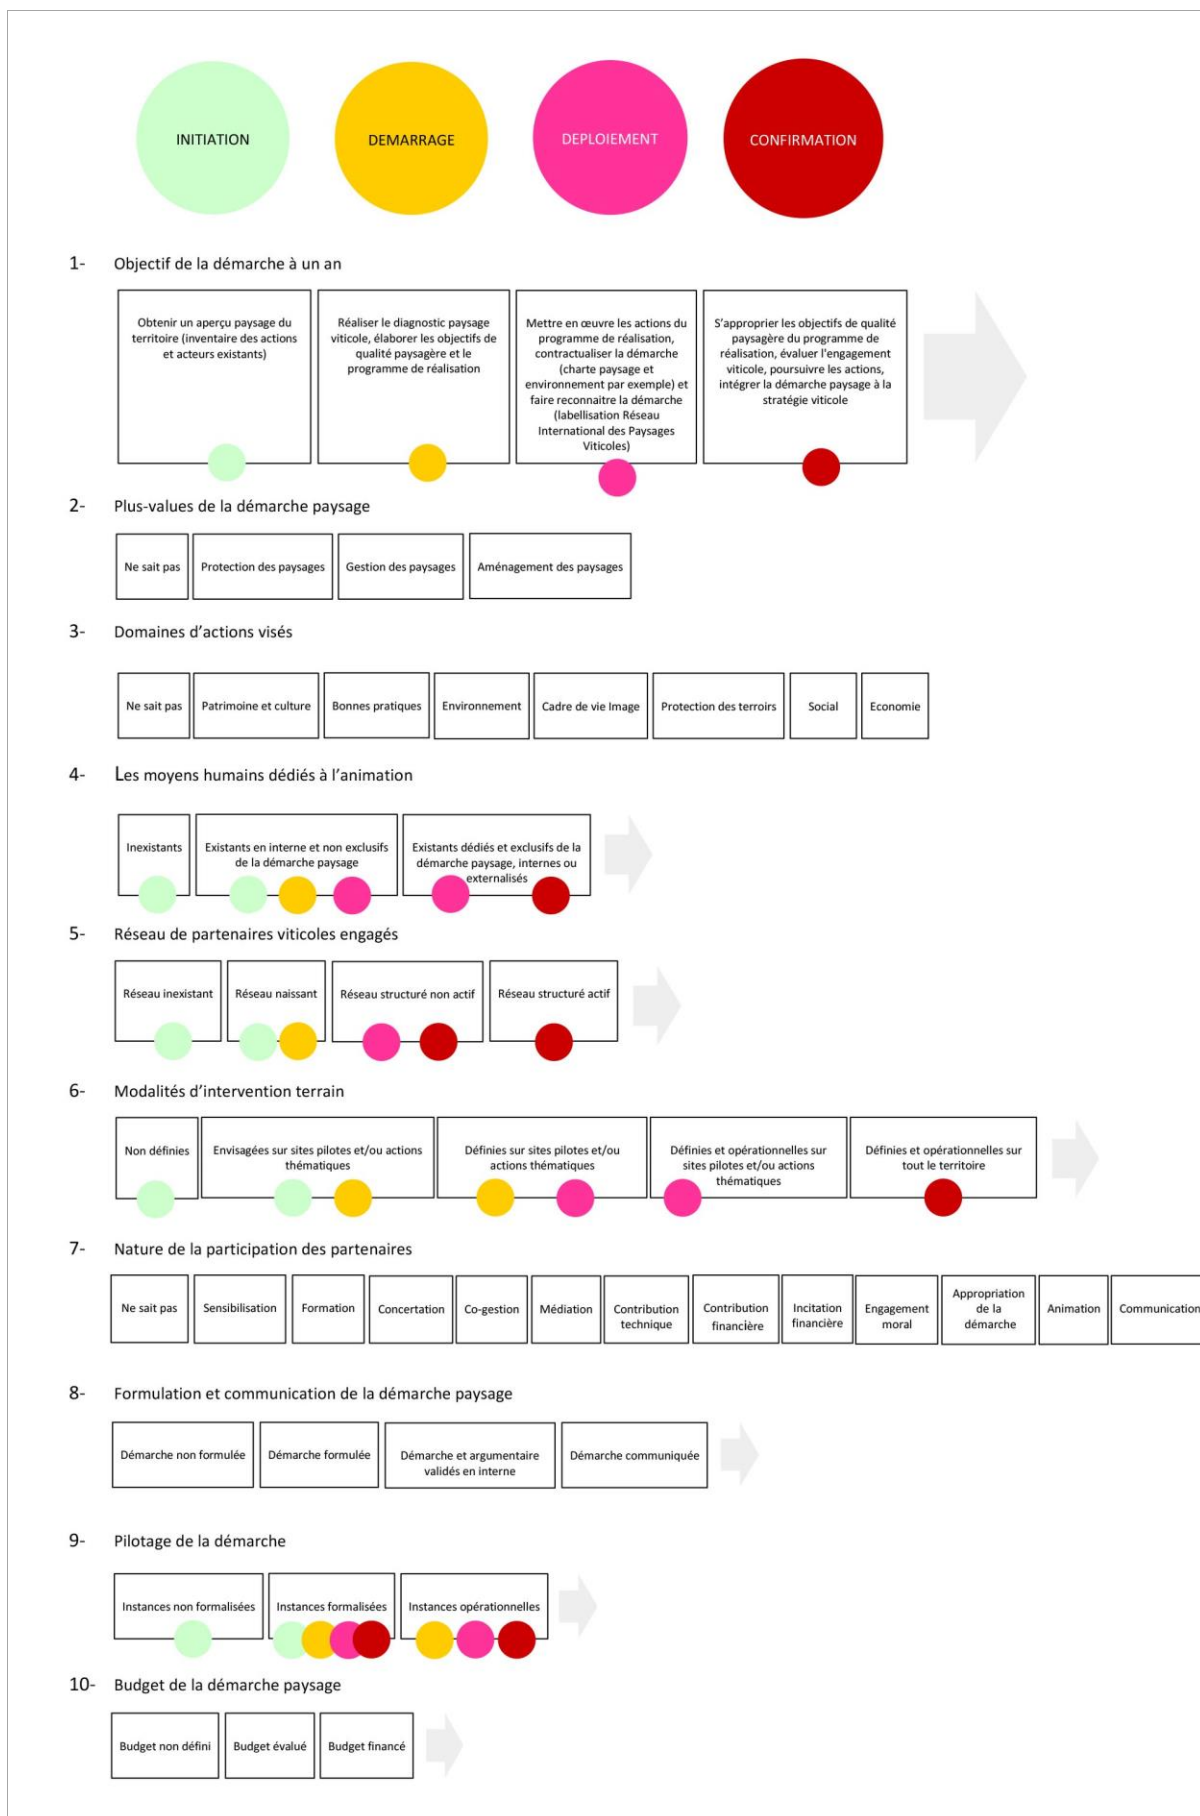 INITIATION
DEMARRAGE
DEPLOIEMENT
CONFIRMATION
1- Objectif de la démarche à un an
Obtenir un aperçu paysage du
territoire (inventaire des actions
et acteurs existants)
Réaliser le diagnostic paysage
viticole, élaborer les objectifs de
qualité paysagère et le
programme de réalisation
Mettre en œuvre les actions du
programme de réalisation,
contractualiser la démarche
(charte paysage et
environnement par exemple) et
faire reconnaitre la démarche
(labellisation Réseau
International des Paysages
Viticoles)
S’approprier les objectifs de qualité
paysagère du programme de
réalisation, évaluer l'engagement
viticole, poursuivre les actions,
intégrer la démarche paysage à la
stratégie viticole
2- Plus-values de la démarche paysage
Ne sait pas
Protection des paysages
Gestion des paysages
Aménagement des paysages
3- Domaines d’actions visés
Ne sait pas
Patrimoine et culture
Bonnes pratiques
Environnement
Cadre de vie Image
Protection des terroirs
Social
Economie
4- Les moyens humains dédiés à l’animation
Inexistants
Existants en interne et non exclusifs
de la démarche paysage
Existants dédiés et exclusifs de la
démarche paysage, internes ou
externalisés
5- Réseau de partenaires viticoles engagés
Réseau inexistant
Réseau naissant
Réseau structuré non actif
Réseau structuré actif
6- Modalités d’intervention terrain
Non définies
Envisagées sur sites pilotes et/ou actions
thématiques
Définies sur sites pilotes et/ou
actions thématiques
Définies et opérationnelles sur
sites pilotes et/ou actions
thématiques
Définies et opérationnelles sur
tout le territoire
7- Nature de la participation des partenaires
Ne sait pas
Sensibilisation
Formation
Concertation
Co-gestion
Médiation
Contribution
technique
Contribution
financière
Incitation
financière
Engagement
moral
Appropriation
de la
démarche
Animation
Communication
8- Formulation et communication de la démarche paysage
Démarche non formulée
Démarche formulée
Démarche et argumentaire
validés en interne
Démarche communiquée
9- Pilotage de la démarche
Instances non formalisées
Instances formalisées
Instances opérationnelles
10- Budget de la démarche paysage
Budget non défini
Budget évalué
Budget financé